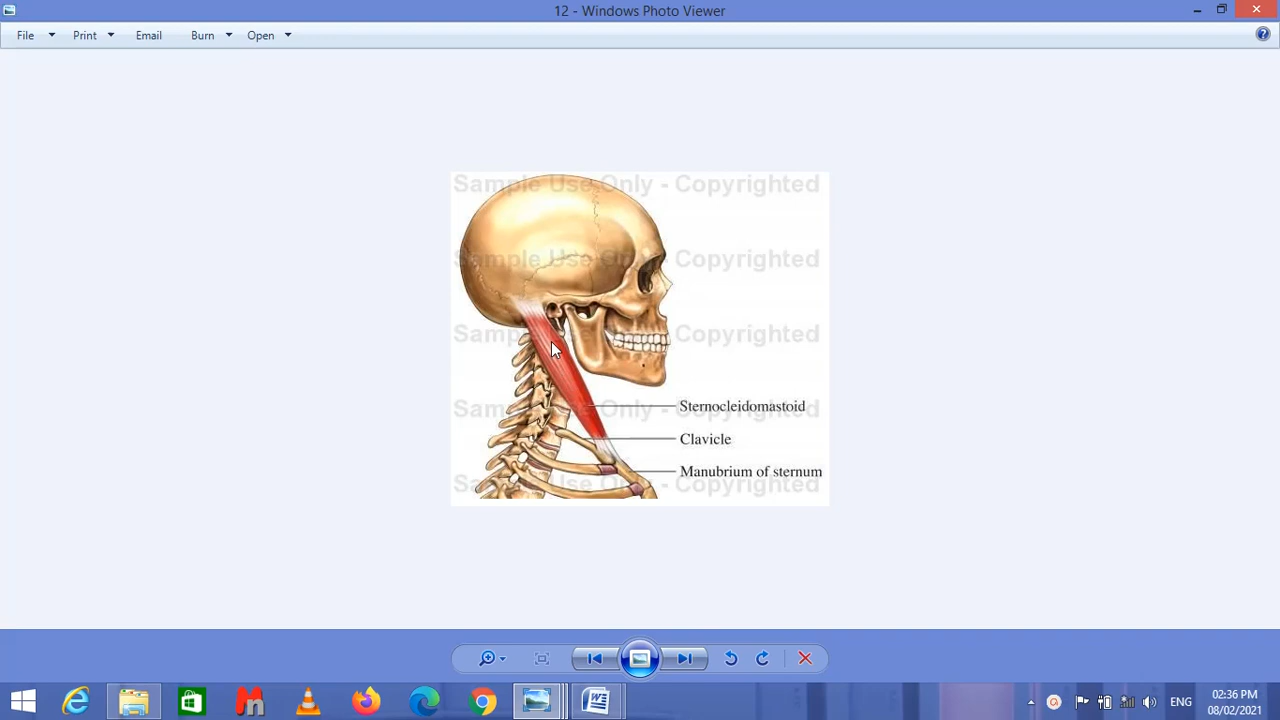 12 - Windows Photo Viewer
File Print Email Burn Open
Sample Use Only - Copyrighted
Sample Use Only - Copyrighted
Sample Use Only - Copyrighted
Sternocleidomastoid
Sample Use Only - Copyrighted
Clavicle
Manubrium of sternum
Sample Use Only - Copyrighted
ENG
02:36 PM
08/02/2021